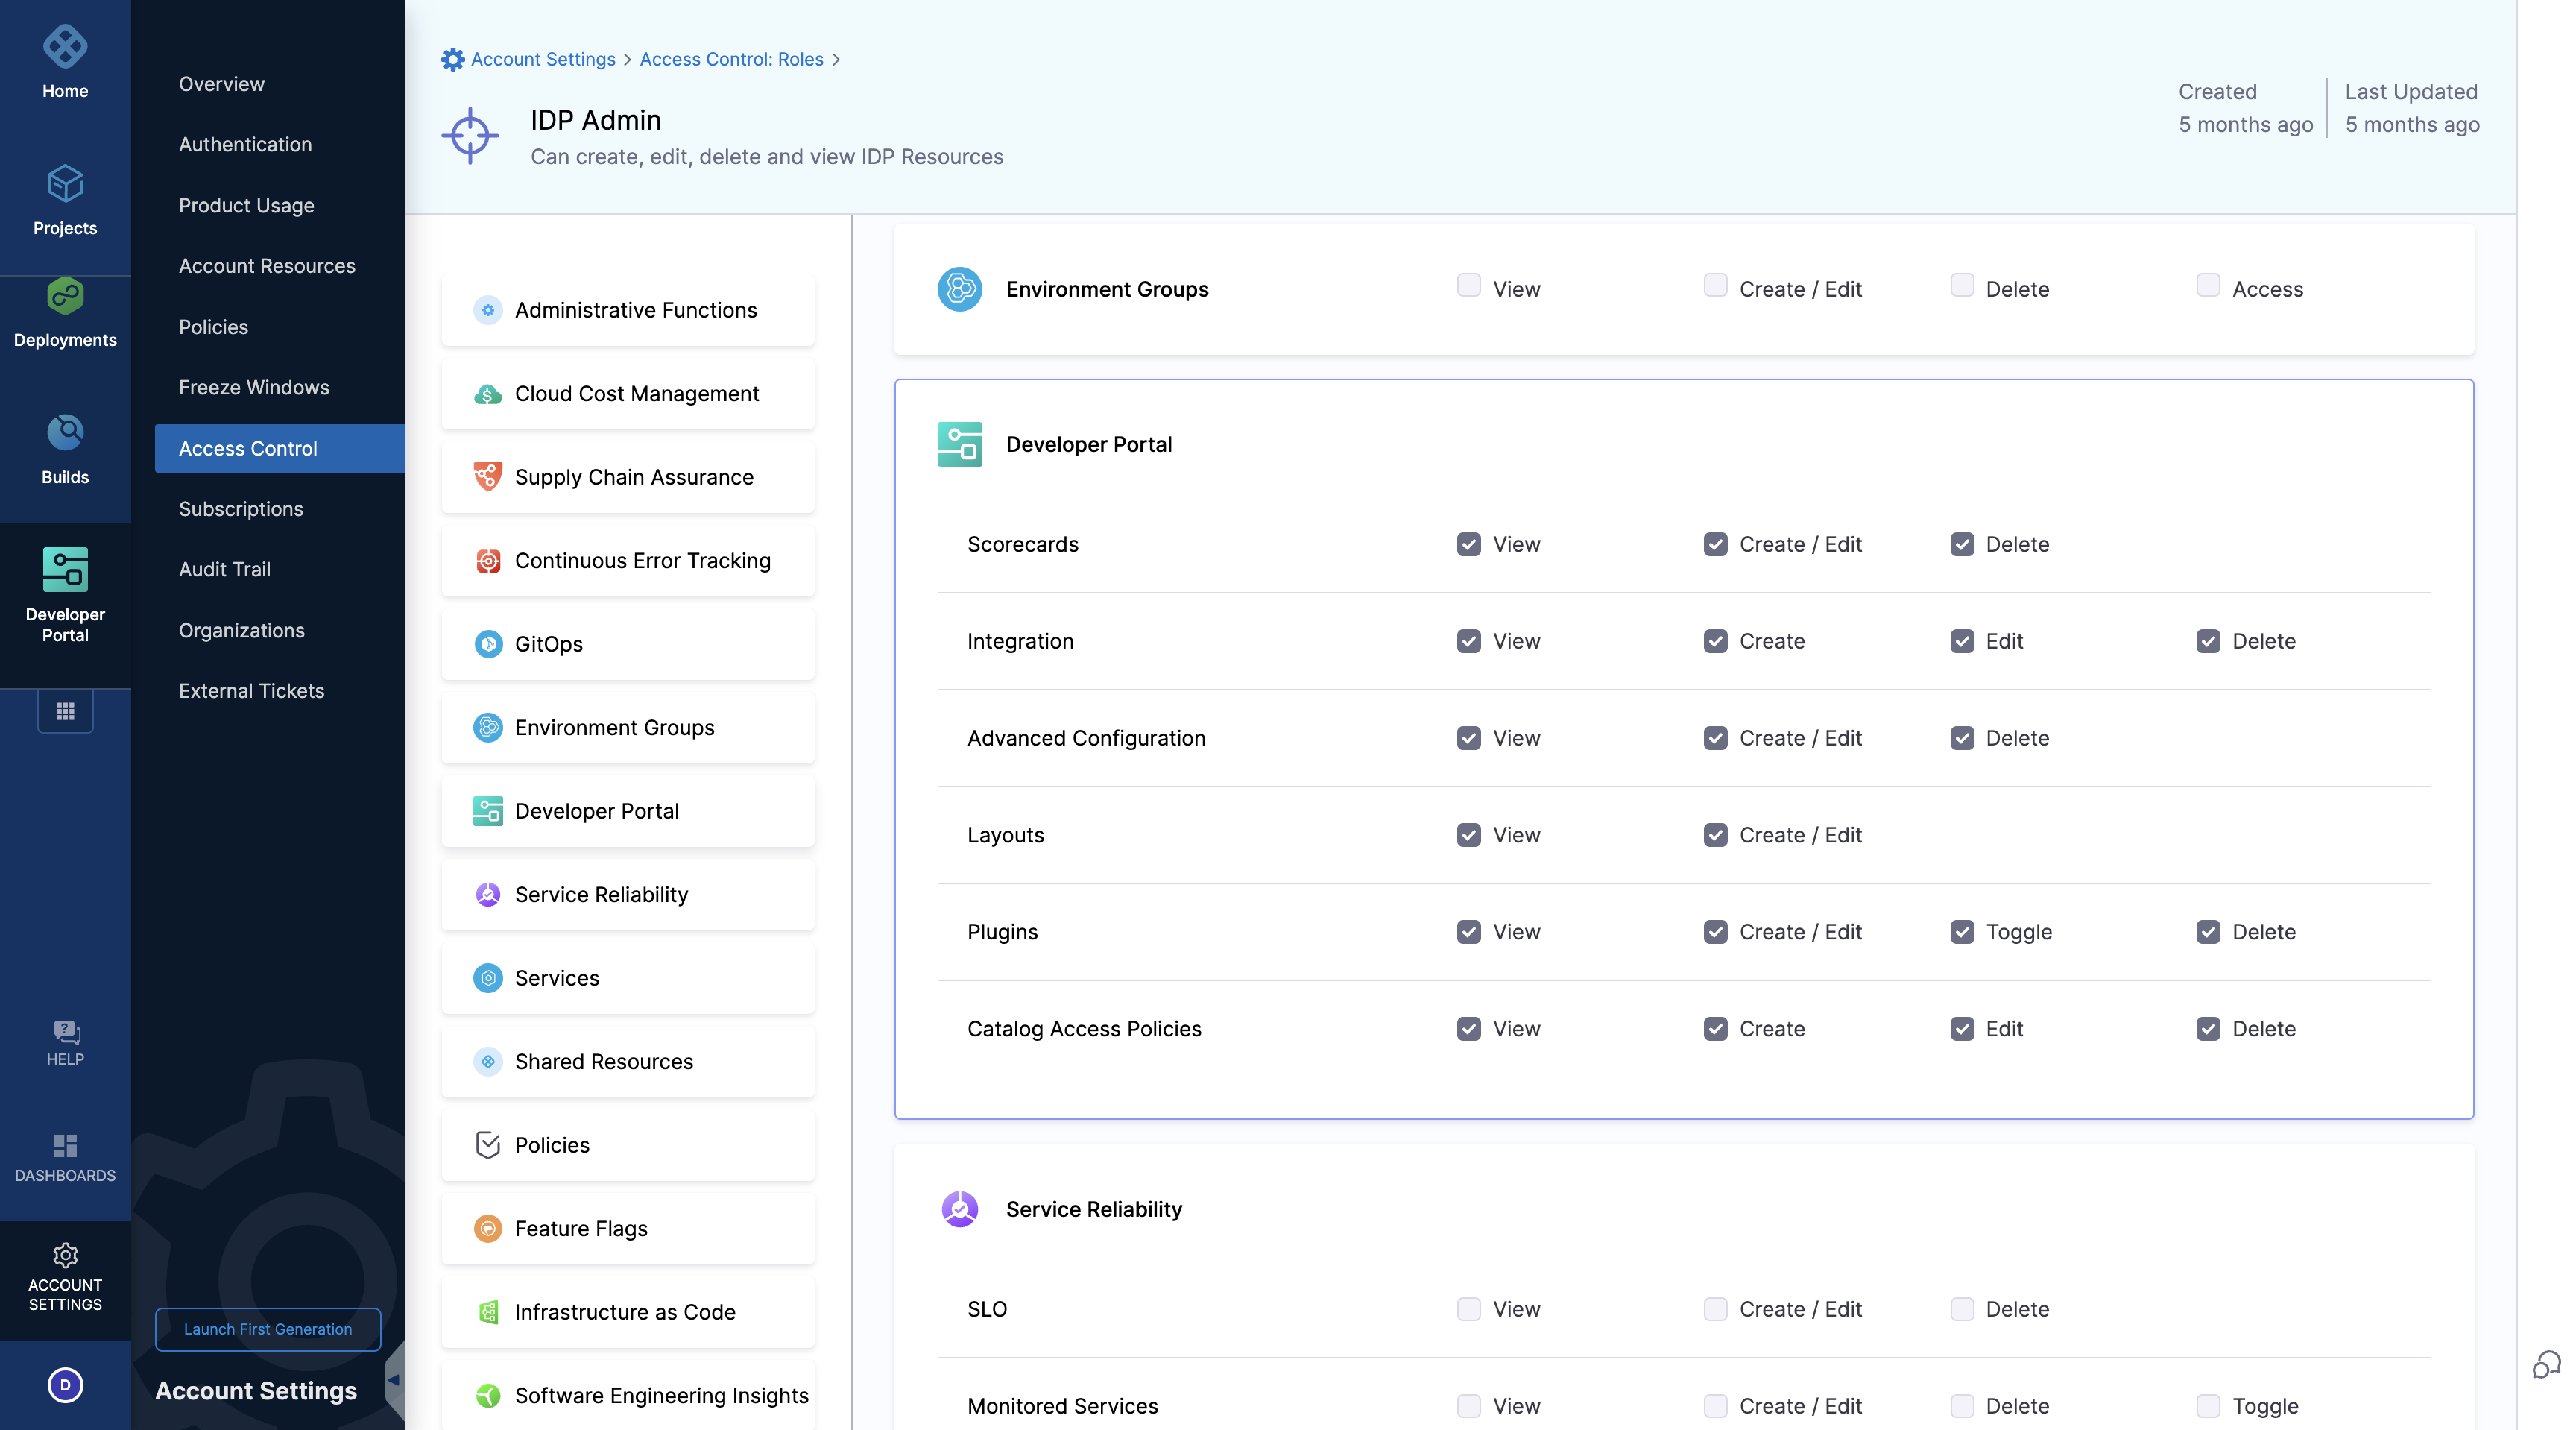 Home
Projects
Deployments
Builds
Developer
Portal
HELP
DASHBOARDS
ACCOUNT
SETTINGS
D
Overview
Authentication
Product Usage
Account Resources
Policies
Freeze Windows
Access Control
Subscriptions
Audit Trail
Organizations
External Tickets
Launch First Generation
Account Settings
Account Settings > Access Control: Roles >
IDP Admin
Can create, edit, delete and view IDP Resources
Created
5 months ago
Last Updated
5 months ago
Administrative Functions
Cloud Cost Management
Supply Chain Assurance
Continuous Error Tracking
GitOps
Environment Groups
Developer Portal
Service Reliability
Services
Shared Resources
Policies
Feature Flags
Infrastructure as Code
Software Engineering Insights
Environment Groups View Create / Edit Delete Access
Developer Portal
Scorecards View Create / Edit Delete
Integration View Create Edit Delete
Advanced Configuration View Create / Edit Delete
Layouts View Create / Edit
Plugins View Create / Edit Toggle Delete
Catalog Access Policies View Create Edit Delete
Service Reliability
SLO View Create / Edit Delete
Monitored Services View Create / Edit Delete Toggle